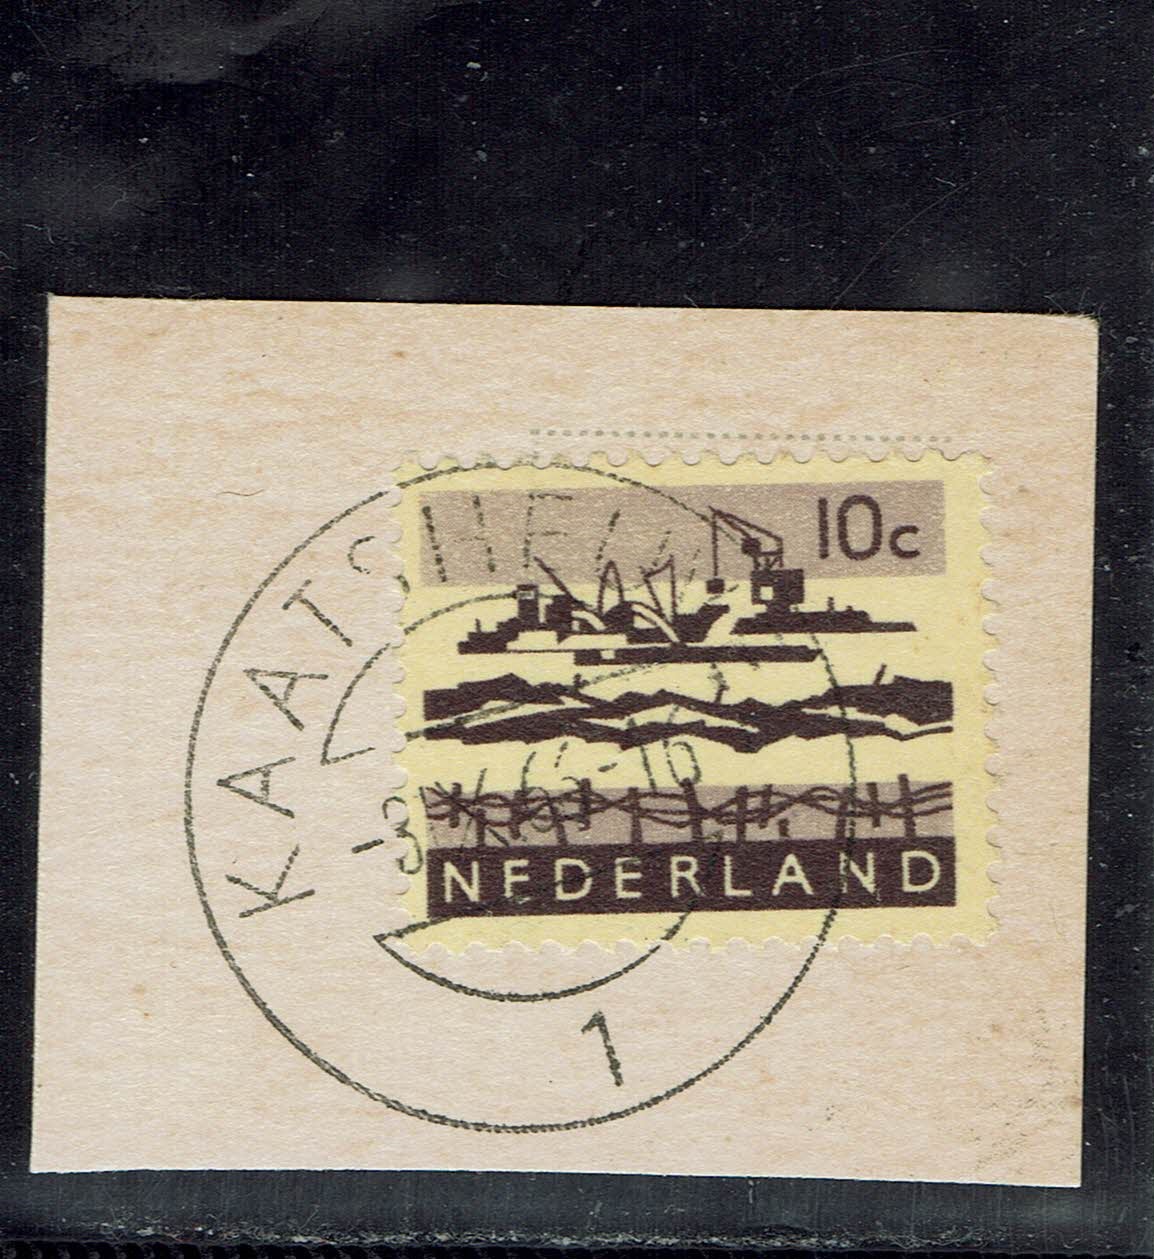 10c
KAATSHEUVEL
NEDERLAND
1